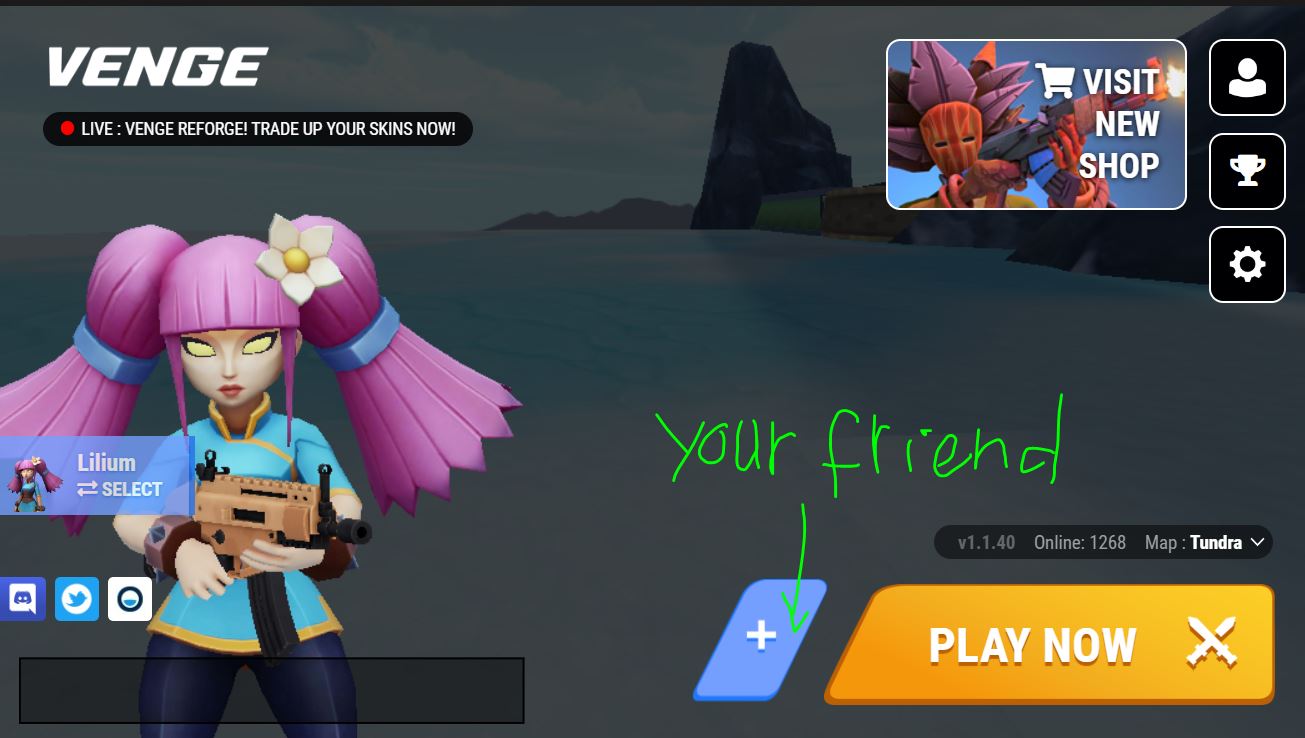 VENGE
LIVE : VENGE REFORGE! TRADE UP YOUR SKINS NOW!
VISIT
NEW
SHOP
Lilium
SELECT
your friend
v1.1.40 Online: 1268 Map : Tundra
+
PLAY NOW